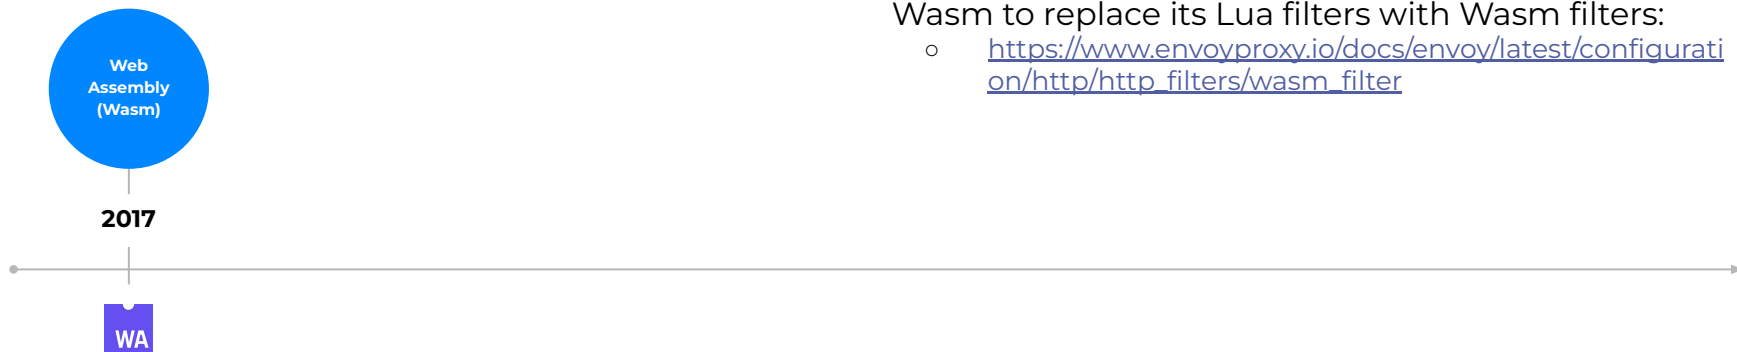 Wasm to replace its Lua filters with Wasm filters:
○ https://www.envoyproxy.io/docs/envoy/latest/configurati
on/http/http_filters/wasm_filter
Web
Assembly
(Wasm)
2017
WA